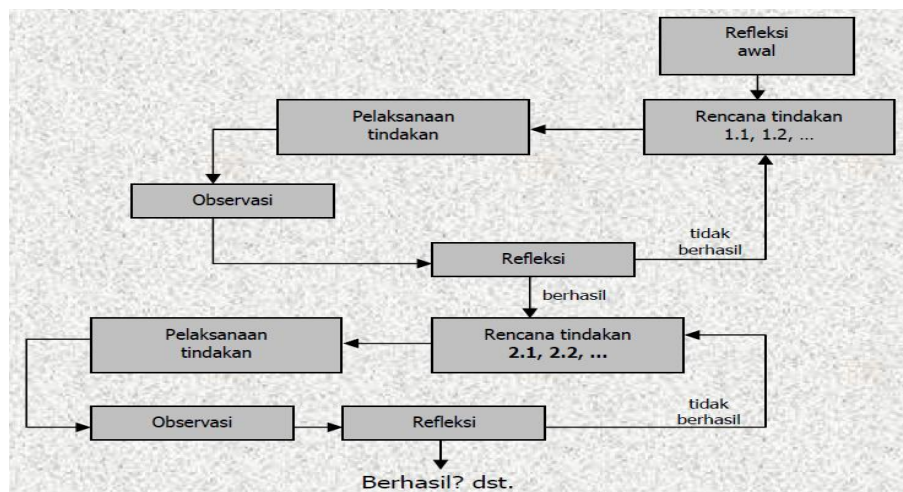 Refleksi
awal
Rencana tindakan
1.1, 1.2, ...
Pelaksanaan
tindakan
Observasi
Refleksi
tidak
berhasil
berhasil
Rencana tindakan
2.1, 2.2, ...
Pelaksanaan
tindakan
Observasi
Refleksi
tidak
berhasil
Berhasil? dst.